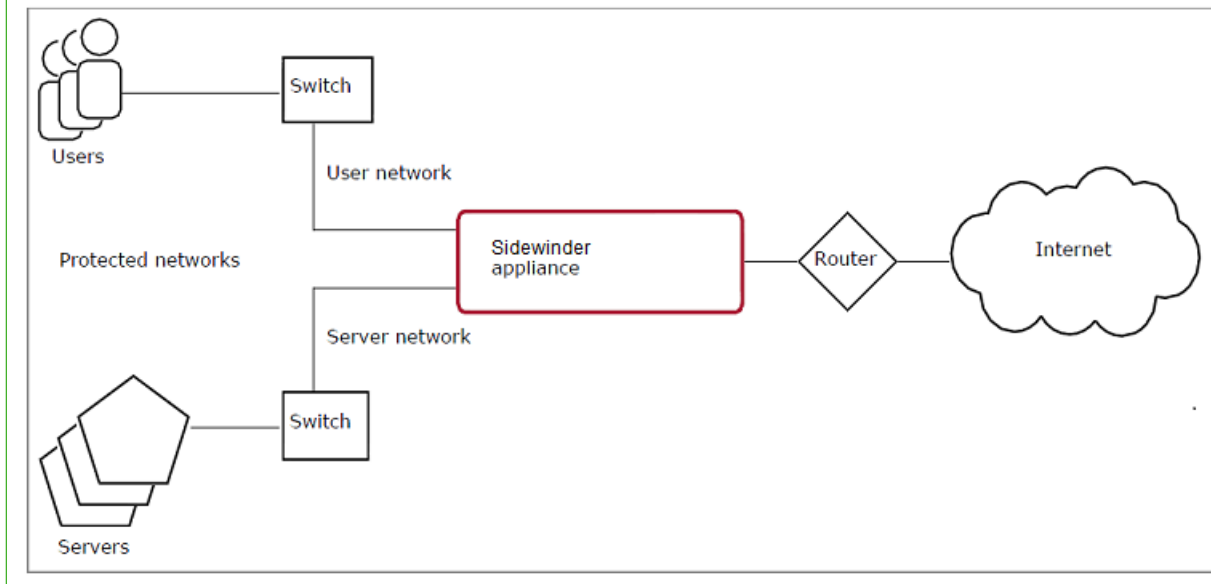 Switch
Users
User network
Sidewinder
appliance
Protected networks
Router
Internet
Server network
Switch
Servers